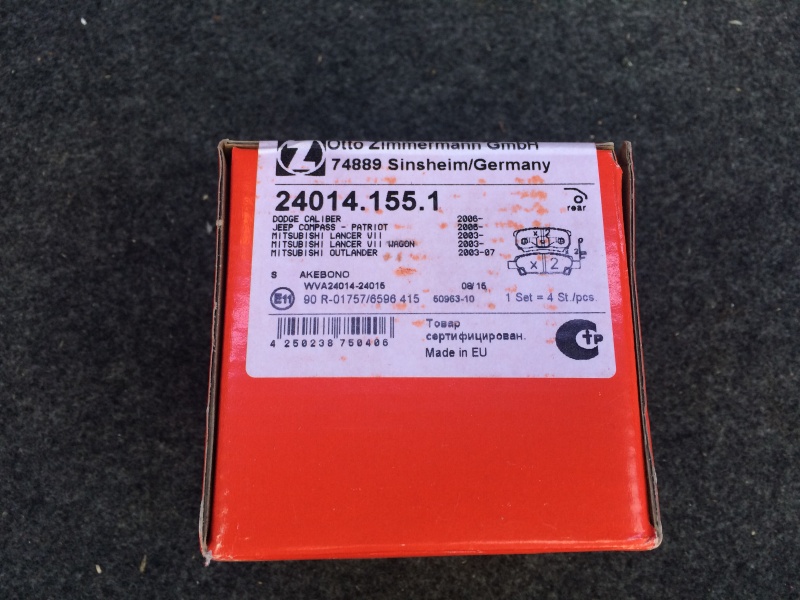 Z Otto Zimmermann GmbH
74889 Sinsheim/Germany
24014.155.1
rear
DODGE CALIBER 2006-
JEEP COMPASS - PATRIOT 2006-
MITSUBISHI LANCER VII 2003-
MITSUBISHI LANCER VII WAGON 2003-
MITSUBISHI OUTLANDER 2003-07
x 2
x 2
S AKEBONO
WVA24014-24015 08/15
E11 90 R-01757/6596 415 60963-10 1 Set = 4 St./pcs
4 250238 750406
Товар
сертифицирован.
Made in EU